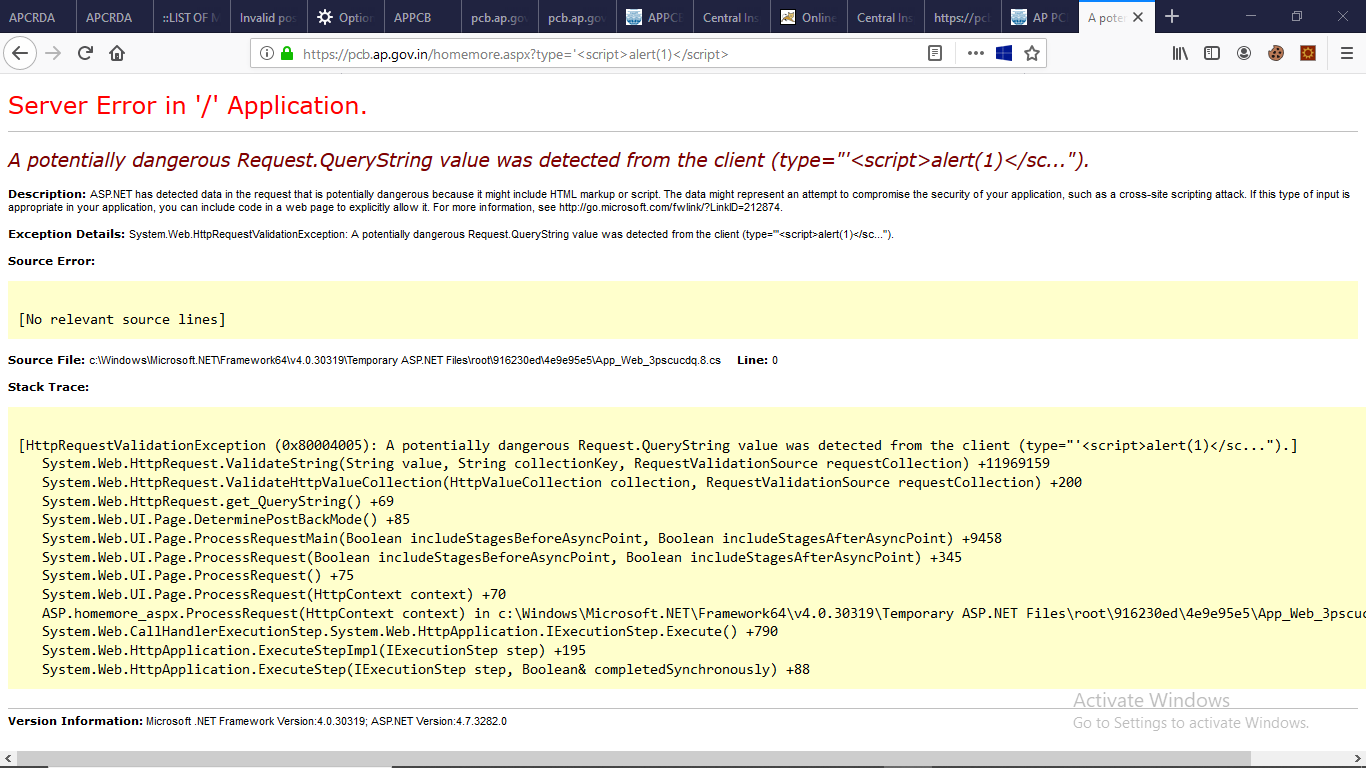 APCRDA
APCRDA
::LIST OF M
Invalid pos
Option
APPCB
pcb.ap.gov
pcb.ap.gov
APPCB
Central Ins
Online
Central Ins
https://pcb
AP PC
A poten
https://pcb.ap.gov.in/homemore.aspx?type='<script>alert(1)</script>
Server Error in '/' Application.
A potentially dangerous Request.QueryString value was detected from the client (type="'<script>alert(1)</sc...").
Description: ASP.NET has detected data in the request that is potentially dangerous because it might include HTML markup or script. The data might represent an attempt to compromise the security of your application, such as a cross-site scripting attack. If this type of input is
appropriate in your application, you can include code in a web page to explicitly allow it. For more information, see http://go.microsoft.com/fwlink/?LinkID=212874.
Exception Details: System.Web.HttpRequestValidationException: A potentially dangerous Request.QueryString value was detected from the client (type="'<script>alert(1)</sc...").
Source Error:
[No relevant source lines]
Source File: c:\Windows\Microsoft.NET\Framework64\v4.0.30319\Temporary ASP.NET Files\root\916230ed\4e9e95e5\App_Web_3pscucdq.8.cs Line: 0
Stack Trace:
[HttpRequestValidationException (0x80004005): A potentially dangerous Request.QueryString value was detected from the client (type="'<script>alert(1)</sc...").]
System.Web.HttpRequest.ValidateString(String value, String collectionKey, RequestValidationSource requestCollection) +11969159
System.Web.HttpRequest.ValidateHttpValueCollection(HttpValueCollection collection, RequestValidationSource requestCollection) +200
System.Web.HttpRequest.get_QueryString() +69
System.Web.UI.Page.DeterminePostBackMode() +85
System.Web.UI.Page.ProcessRequestMain(Boolean includeStagesBeforeAsyncPoint, Boolean includeStagesAfterAsyncPoint) +9458
System.Web.UI.Page.ProcessRequest(Boolean includeStagesBeforeAsyncPoint, Boolean includeStagesAfterAsyncPoint) +345
System.Web.UI.Page.ProcessRequest() +75
System.Web.UI.Page.ProcessRequest(HttpContext context) +70
ASP.homemore_aspx.ProcessRequest(HttpContext context) in c:\Windows\Microsoft.NET\Framework64\v4.0.30319\Temporary ASP.NET Files\root\916230ed\4e9e95e5\App_Web_3pscuc
System.Web.CallHandlerExecutionStep.System.Web.HttpApplication.IExecutionStep.Execute() +790
System.Web.HttpApplication.ExecuteStepImpl(IExecutionStep step) +195
System.Web.HttpApplication.ExecuteStep(IExecutionStep step, Boolean& completedSynchronously) +88
Activate Windows
Version Information: Microsoft .NET Framework Version:4.0.30319; ASP.NET Version:4.7.3282.0
Go to Settings to activate Windows.